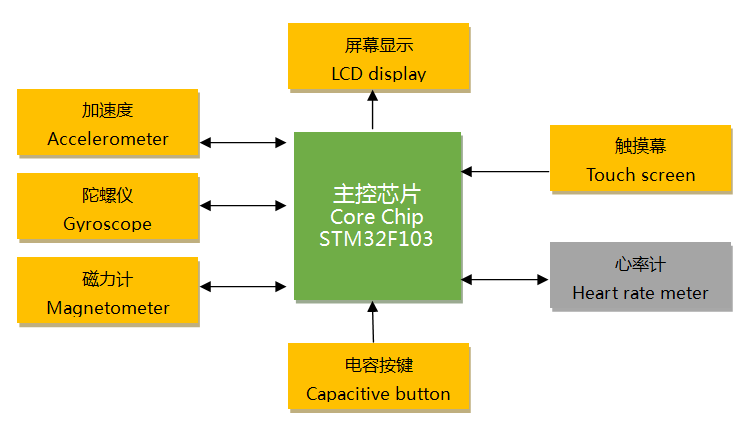 屏幕显示
LCD display
加速度
Accelerometer
陀螺仪
Gyroscope
磁力计
Magnetometer
主控芯片
Core Chip
STM32F103
触摸幕
Touch screen
心率计
Heart rate meter
电容按键
Capacitive button